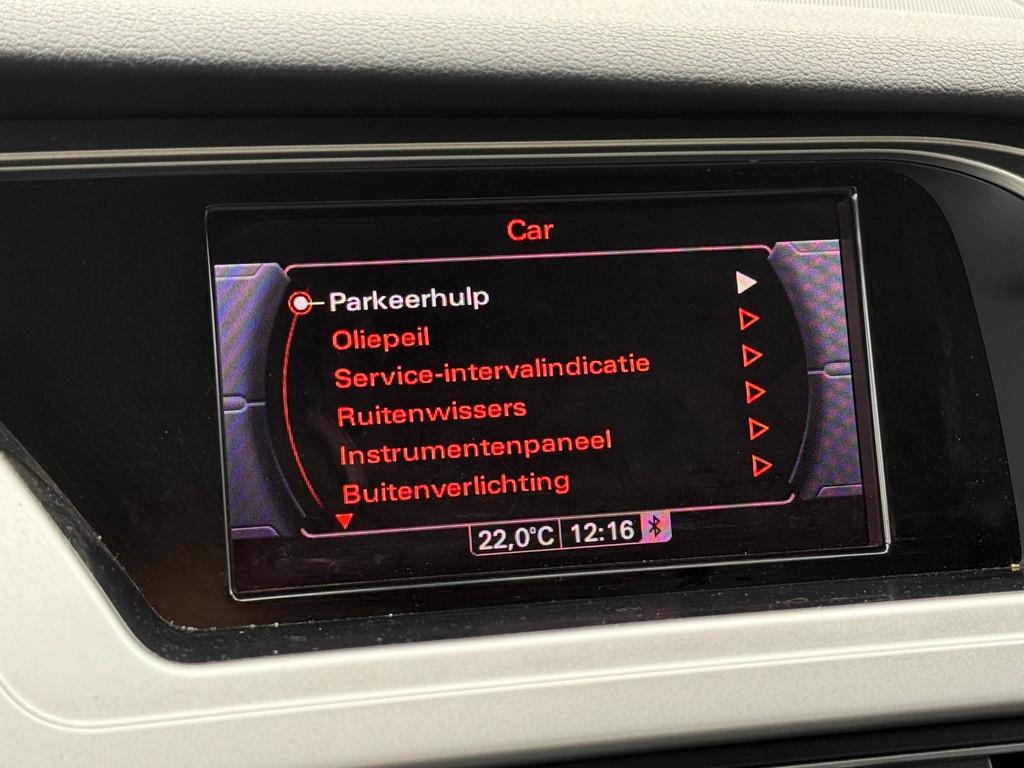 Car
Parkeerhulp
Oliepeil
Service-intervalindicatie
Ruitenwissers
Instrumentenpaneel
Buitenverlichting
22,0°C 12:16